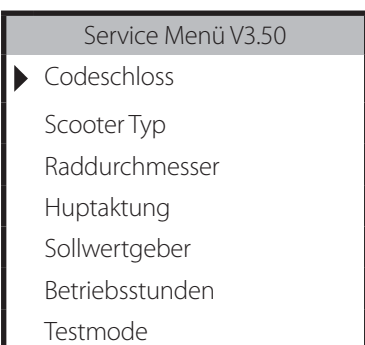 Service Menü V3.50
Codeschloss
Scooter Typ
Raddurchmesser
Huptaktung
Sollwertgeber
Betriebsstunden
Testmode